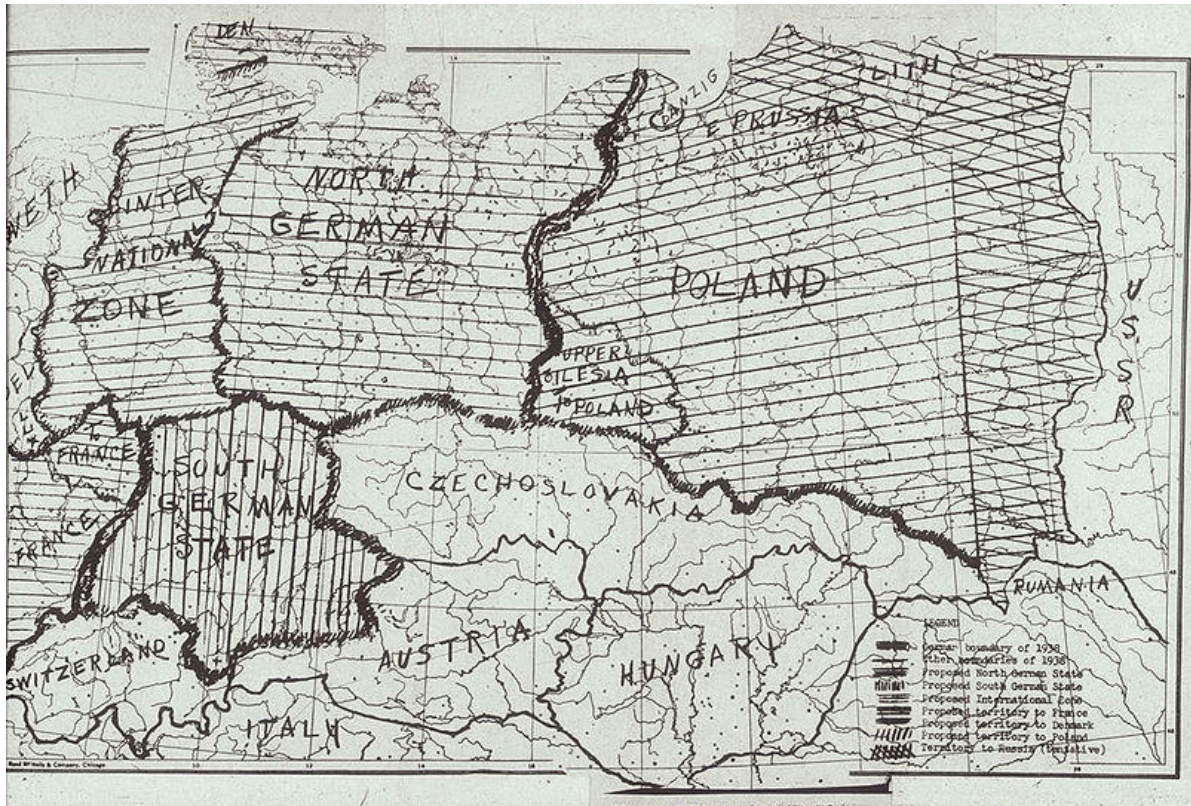 DEN
LITH
DANZIG
E PRUSSIA
NETH
INTER
NATIONAL
ZONE
NORTH
GERMAN
STATE
POLAND
U
S
S
R
UPPER
SILESIA
TO POLAND
TO
FRANCE
FRANCE
SOUTH
GERMAN
STATE
CZECHOSLOVAKIA
SWITZERLAND
AUSTRIA
HUNGARY
RUMANIA
ITALY
LEGEND
German boundary of 1938
Other boundaries of 1938
Proposed North German State
Proposed South German State
Proposed International Zone
Proposed territory to France
Proposed territory to Denmark
Proposed territory to Poland
Territory to Russia (tentative)
Rand McNally & Company, Chicago